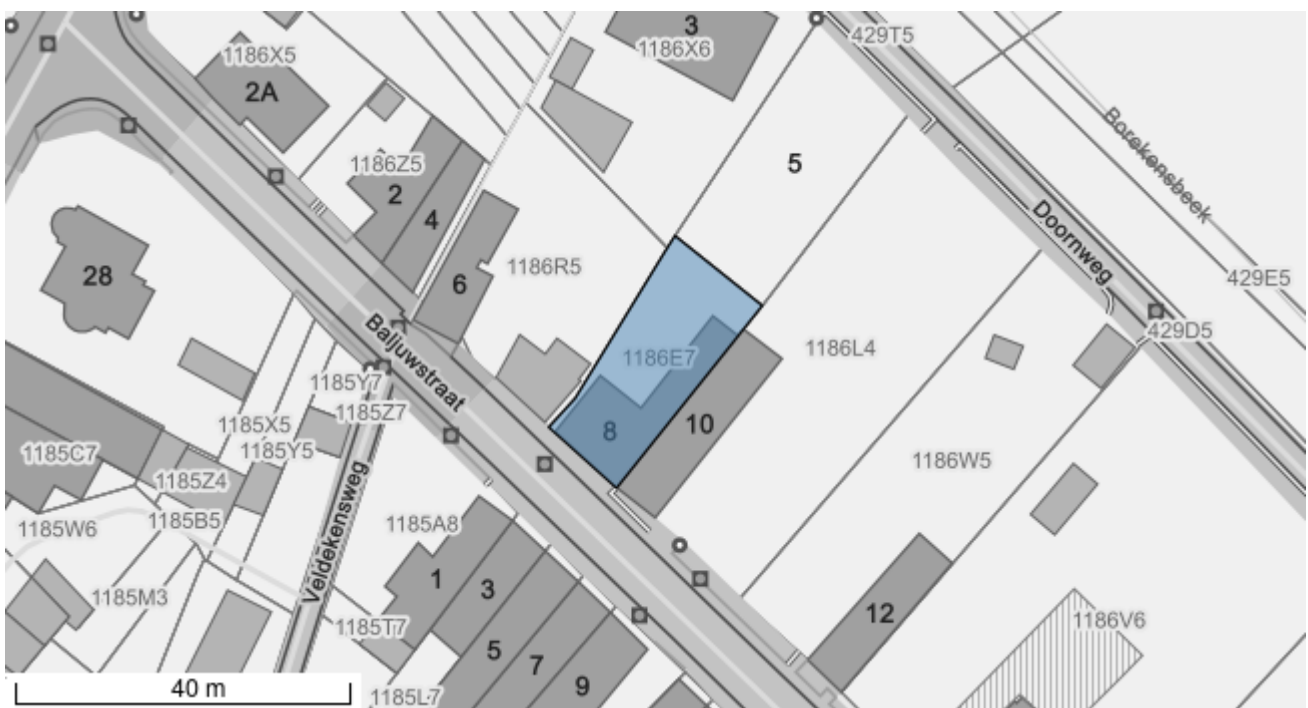 3
1186X6
429T5
1186X5
2A
Borekensbeek
5
1186Z5
2
4
Doornweg
28
1186R5
6
429E5
429D5
Baljuwstraat
1186L4
1186E7
1185Y7
1185Z7
1185X5
8
10
1185C7
1185Y5
1186W5
1185Z4
1185B5
1185W6
1185A8
Veldekensweg
1
3
1185M3
12
1186V6
1185T7
5
7
9
40 m
1185L7